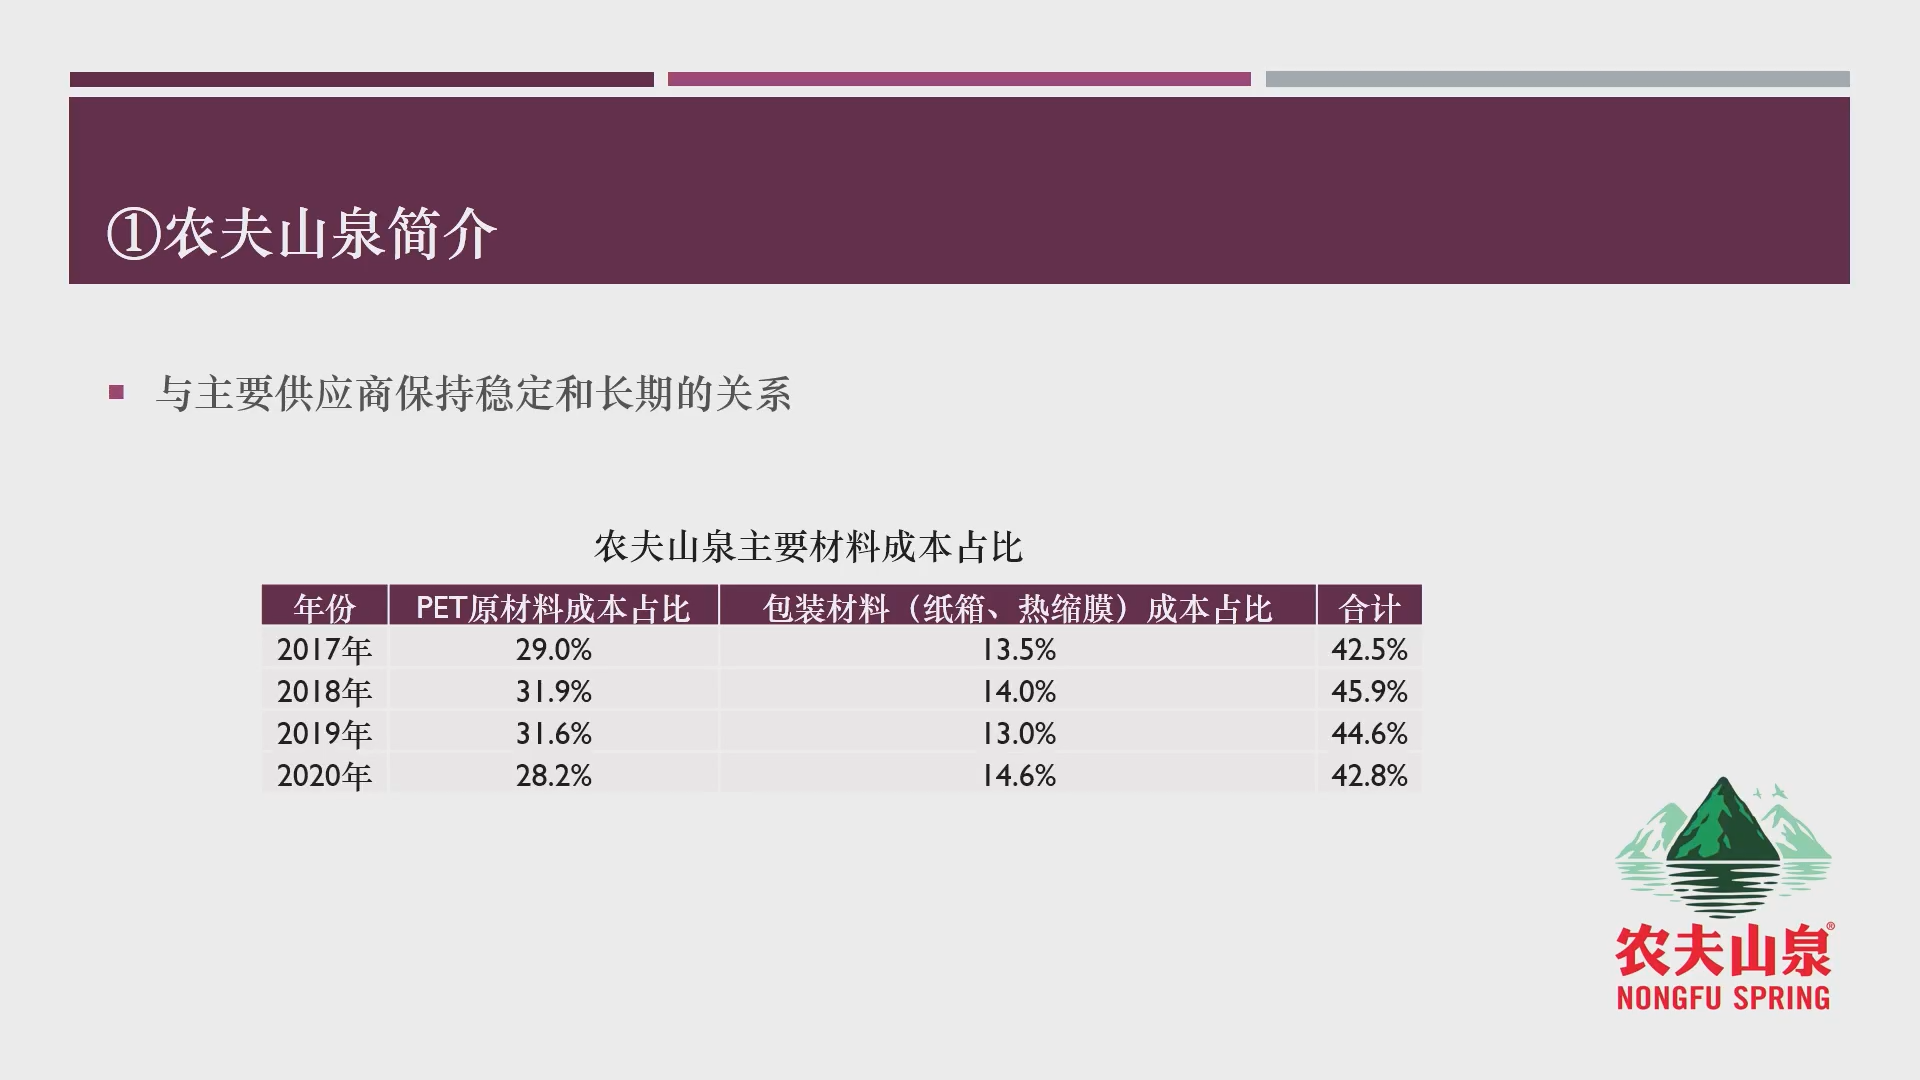 ①农夫山泉简介
与主要供应商保持稳定和长期的关系
农夫山泉主要材料成本占比
年份 PET原材料成本占比 包装材料（纸箱、热缩膜）成本占比 合计
2017年 29.0% 13.5% 42.5%
2018年 31.9% 14.0% 45.9%
2019年 31.6% 13.0% 44.6%
2020年 28.2% 14.6% 42.8%
农夫山泉®
NONGFU SPRING